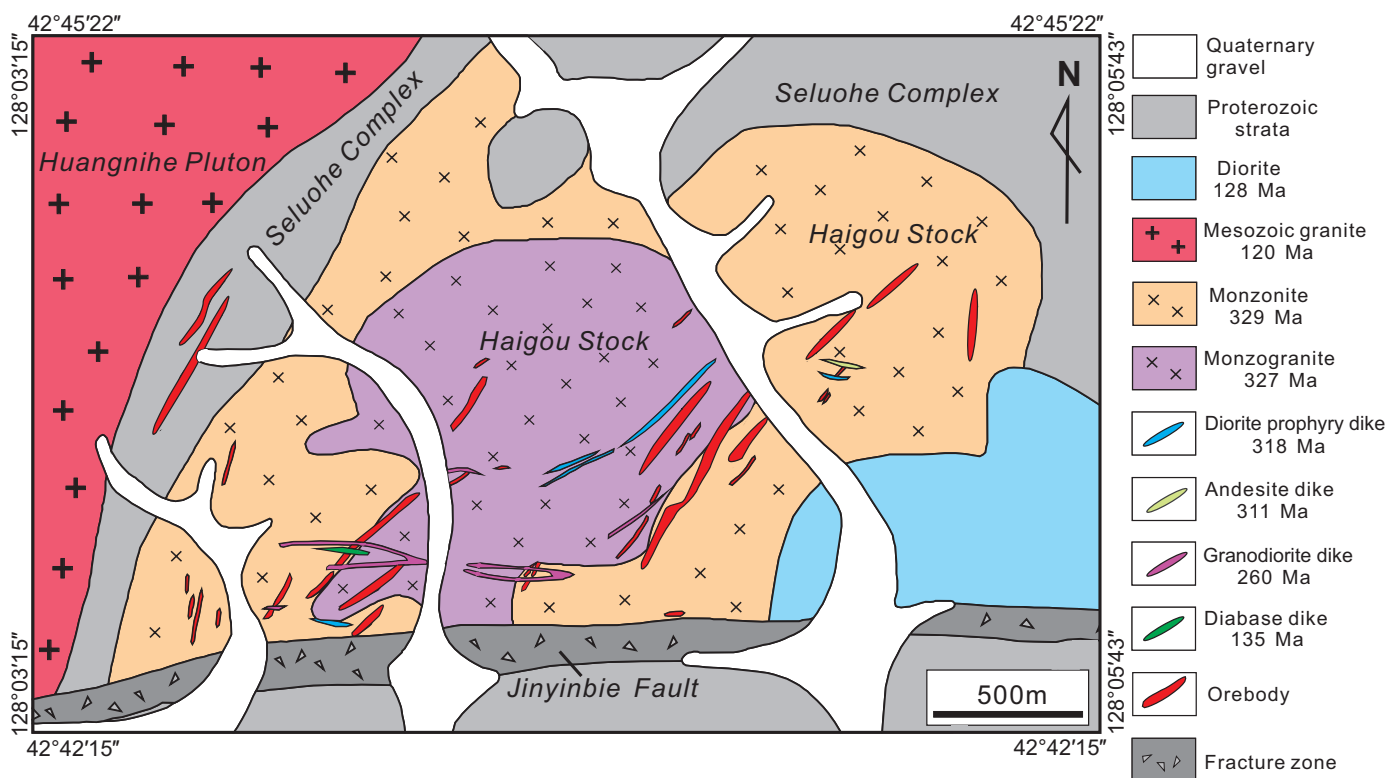 42°45′22″
42°45′22″
128°03′15″
128°05′43″
Seluohe Complex
N
Huangnihe Pluton
Seluohe Complex
Haigou Stock
Haigou Stock
Jinyinbie Fault
500m
128°03′15″
128°05′43″
42°42′15″
42°42′15″
Quaternary
gravel
Proterozoic
strata
Diorite
128 Ma
Mesozoic granite
120 Ma
Monzonite
329 Ma
Monzogranite
327 Ma
Diorite prophyry dike
318 Ma
Andesite dike
311 Ma
Granodiorite dike
260 Ma
Diabase dike
135 Ma
Orebody
Fracture zone